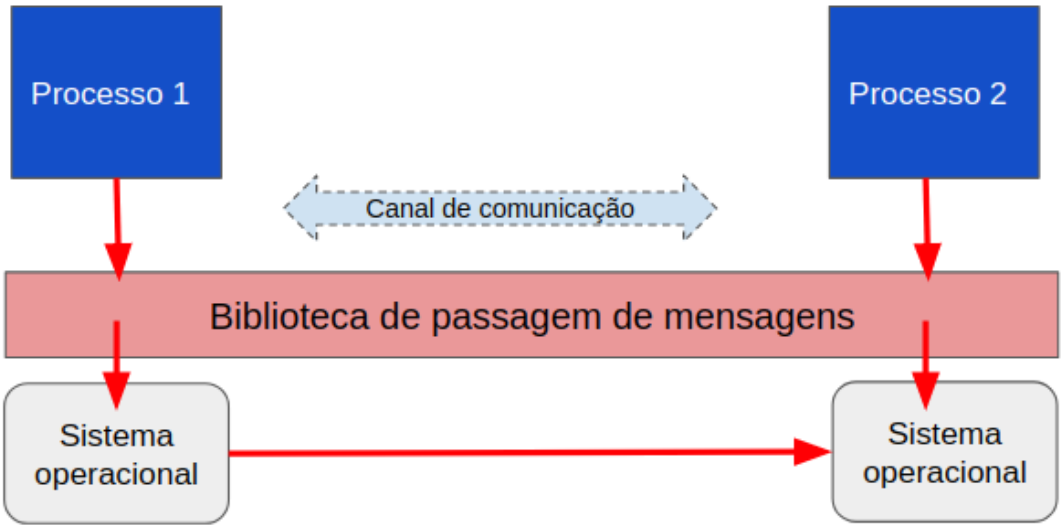 Processo 1
Processo 2
Canal de comunicação
Biblioteca de passagem de mensagens
Sistema
operacional
Sistema
operacional